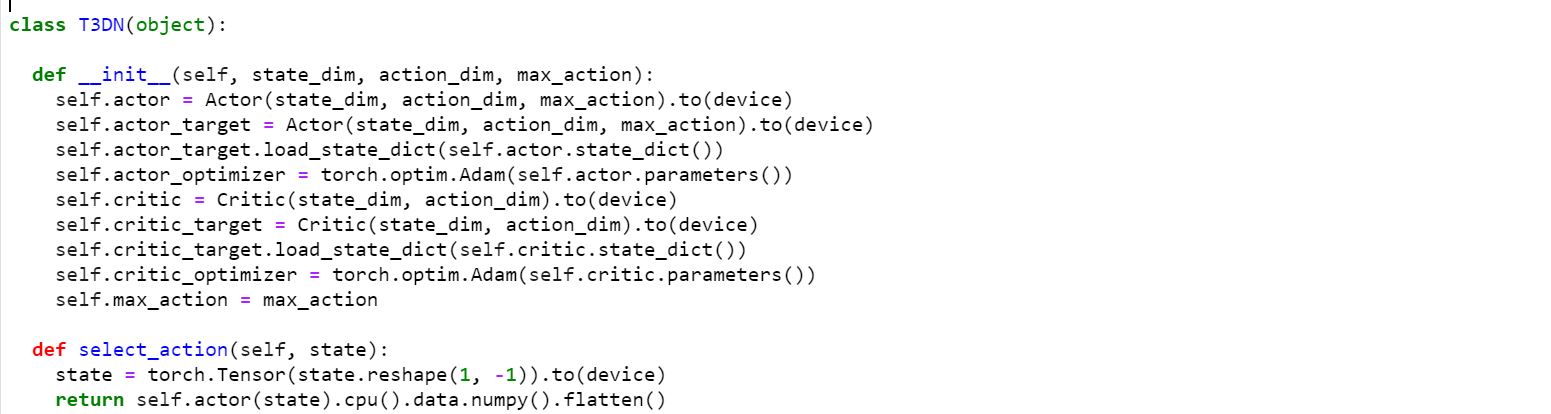 class T3DN(object):
def __init__(self, state_dim, action_dim, max_action):
self.actor = Actor(state_dim, action_dim, max_action).to(device)
self.actor_target = Actor(state_dim, action_dim, max_action).to(device)
self.actor_target.load_state_dict(self.actor.state_dict())
self.actor_optimizer = torch.optim.Adam(self.actor.parameters())
self.critic = Critic(state_dim, action_dim).to(device)
self.critic_target = Critic(state_dim, action_dim).to(device)
self.critic_target.load_state_dict(self.critic.state_dict())
self.critic_optimizer = torch.optim.Adam(self.critic.parameters())
self.max_action = max_action
def select_action(self, state):
state = torch.Tensor(state.reshape(1, -1)).to(device)
return self.actor(state).cpu().data.numpy().flatten()